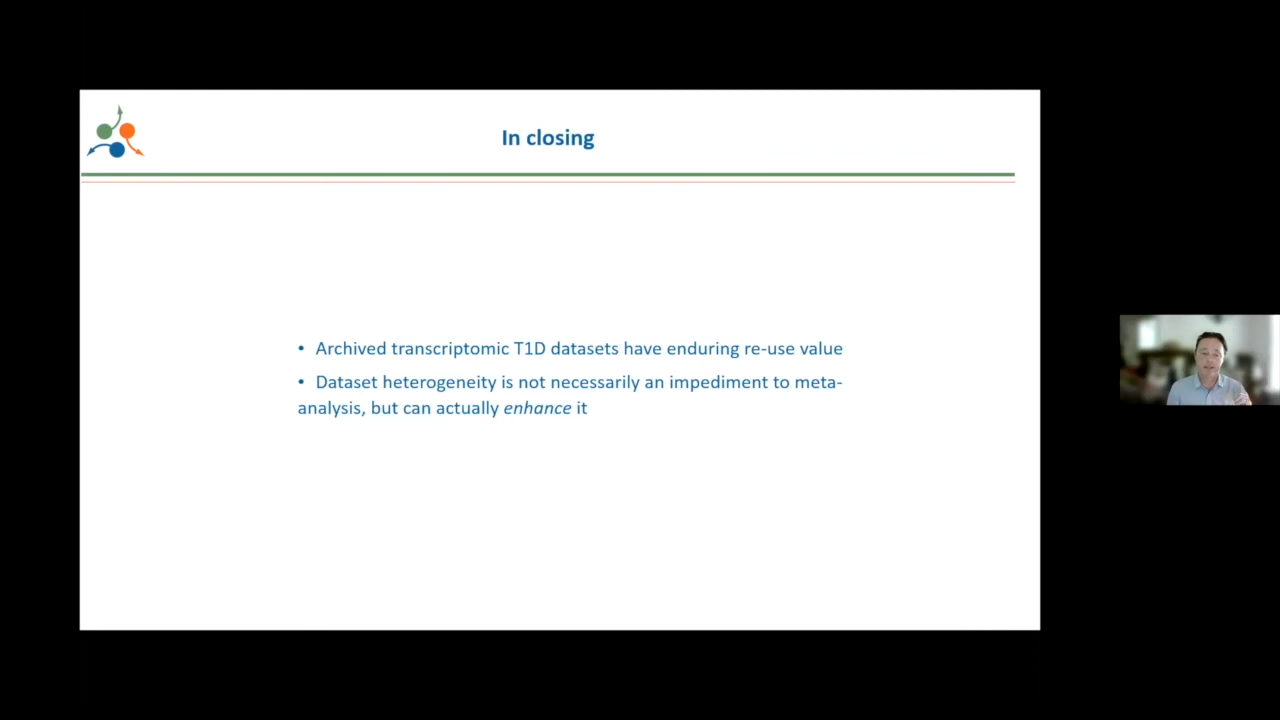 In closing
• Archived transcriptomic T1D datasets have enduring re-use value
• Dataset heterogeneity is not necessarily an impediment to meta-
analysis, but can actually enhance it